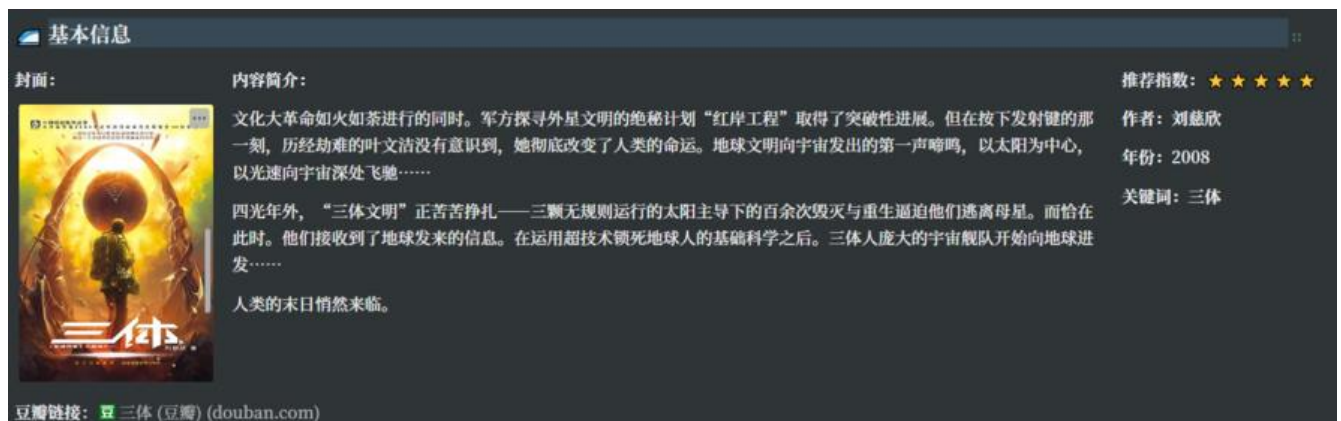 基本信息
封面：
内容简介：
文化大革命如火如荼进行的同时。军方探寻外星文明的绝秘计划“红岸工程”取得了突破性进展。但在按下发射键的那
一刻，历经劫难的叶文洁没有意识到，她彻底改变了人类的命运。地球文明向宇宙发出的第一声啼鸣，以太阳为中心，
以光速向宇宙深处飞驰……
四光年外，“三体文明”正苦苦挣扎——三颗无规则运行的太阳主导下的百余次毁灭与重生逼迫他们逃离母星。而恰在
此时。他们接收到了地球发来的信息。在运用超技术锁死地球人的基础科学之后。三体人庞大的宇宙舰队开始向地球进
发……
人类的末日悄然来临。
推荐指数：
作者：刘慈欣
年份：2008
关键词：三体
三体
豆瓣链接：豆 三体 (豆瓣) (douban.com)